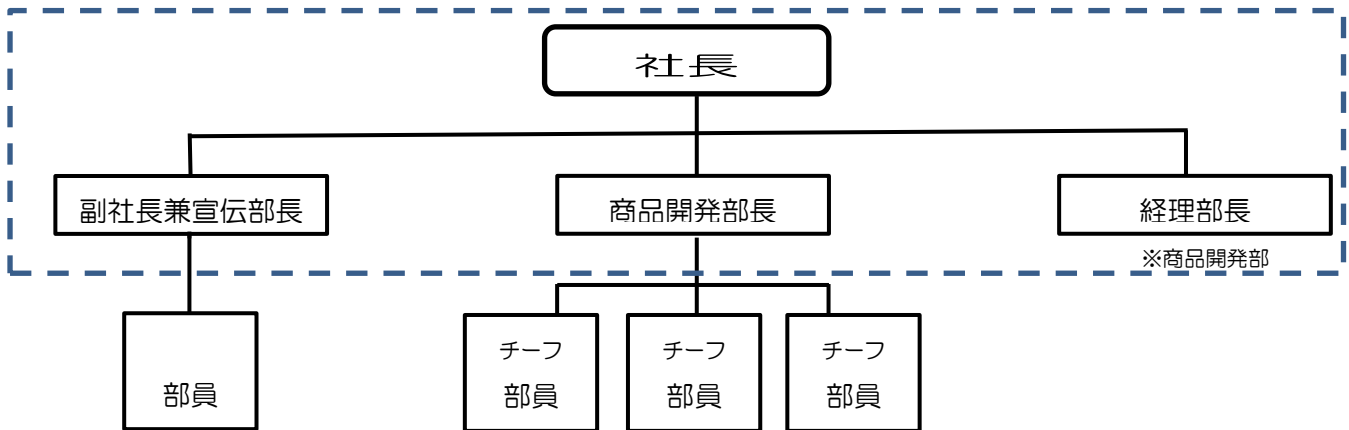 社長
副社長兼宣伝部長
商品開発部長
経理部長
※商品開発部
チーフ
部員
チーフ
部員
チーフ
部員
部員